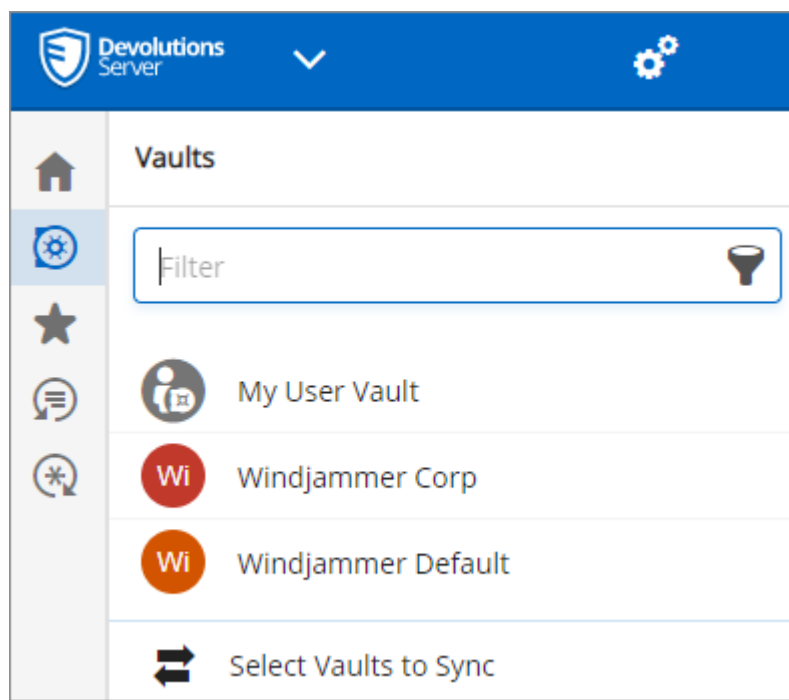 Devolutions
Server
Vaults
Filter
My User Vault
Wi
Windjammer Corp
Wi
Windjammer Default
Select Vaults to Sync